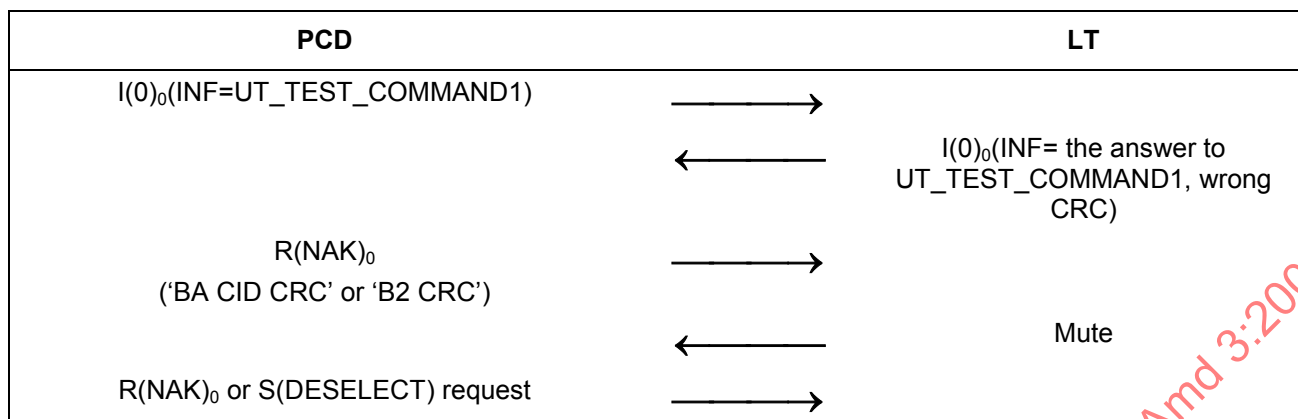 PCD LT
I(0)₀(INF=UT_TEST_COMMAND1)
I(0)₀(INF= the answer to
UT_TEST_COMMAND1, wrong
CRC)
R(NAK)₀
(‘BA CID CRC’ or ‘B2 CRC’)
Mute
R(NAK)₀ or S(DESELECT) request
Amd 3:200